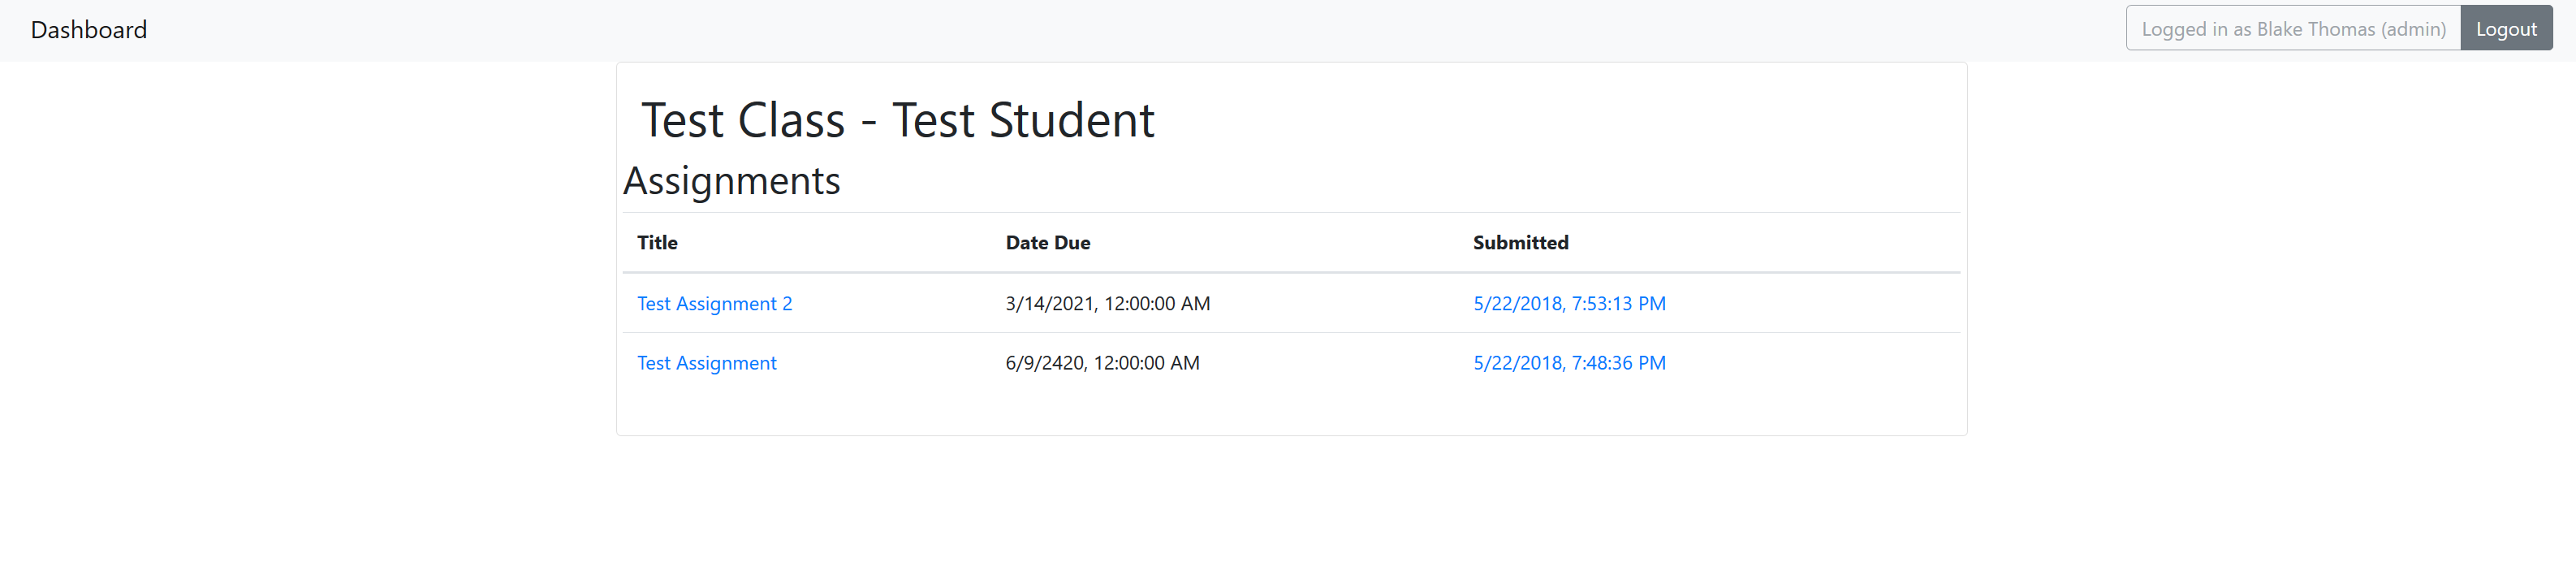 Dashboard
Logged in as Blake Thomas (admin) Logout
Test Class - Test Student
Assignments
Title Date Due Submitted
Test Assignment 2 3/14/2021, 12:00:00 AM 5/22/2018, 7:53:13 PM
Test Assignment 6/9/2420, 12:00:00 AM 5/22/2018, 7:48:36 PM